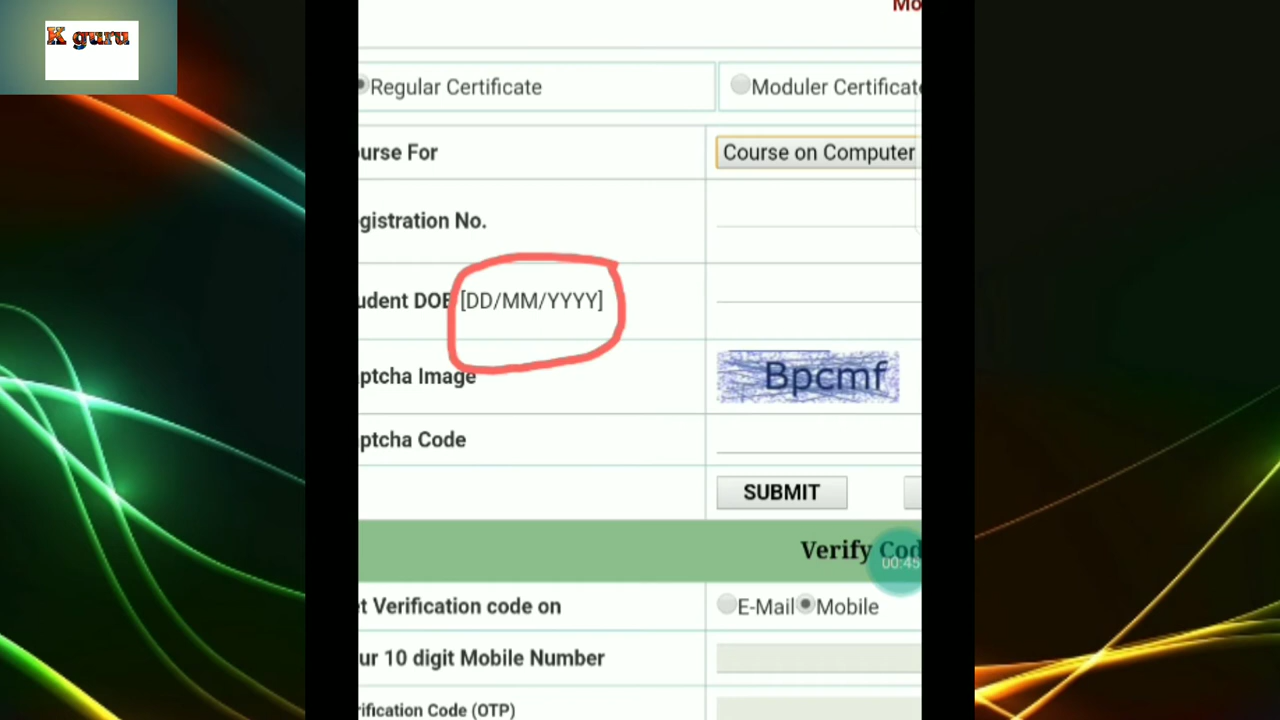 K guru
Mo
Regular Certificate
Moduler Certificate
urse For
Course on Computer
gistration No.
udent DOB [DD/MM/YYYY]
Bpcmf
ptcha Image
ptcha Code
SUBMIT
Verify Cod
00:45
t Verification code on
E-Mail Mobile
ur 10 digit Mobile Number
rification Code (OTP)